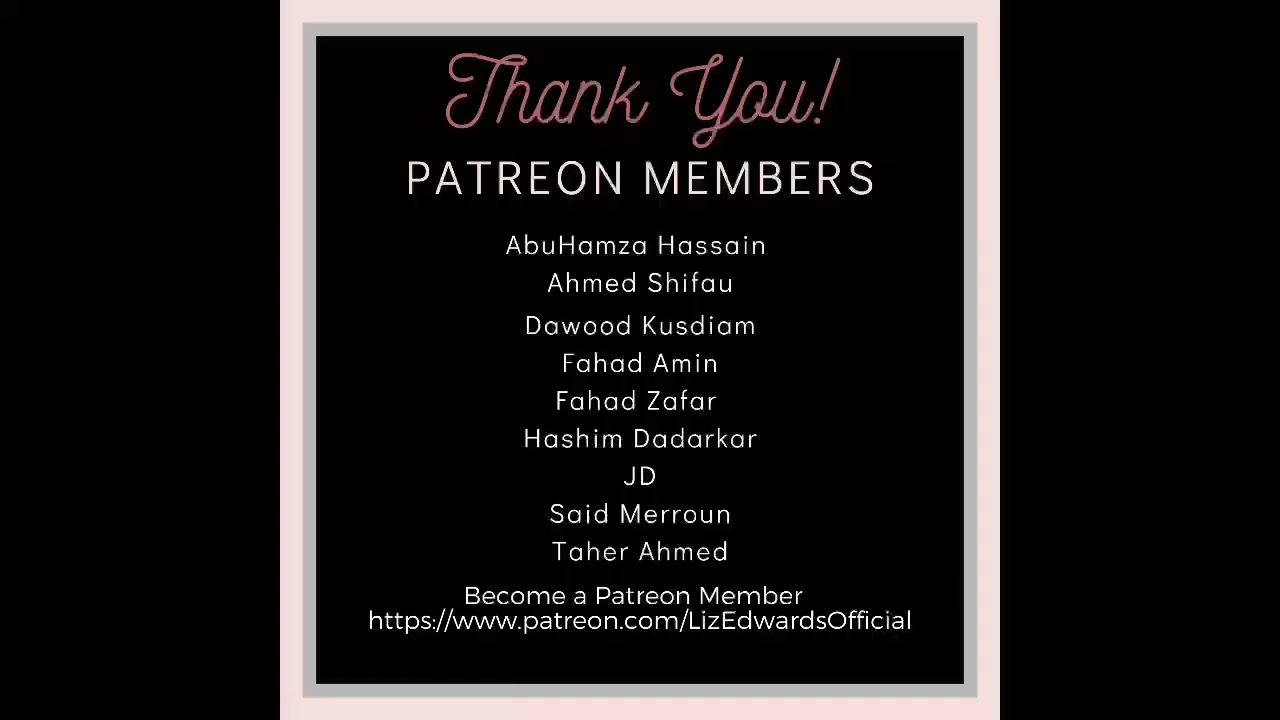 Thank You!
PATREON MEMBERS
AbuHamza Hassain
Ahmed Shifau
Dawood Kusdiam
Fahad Amin
Fahad Zafar
Hashim Dadarkar
JD
Said Merroun
Taher Ahmed
Become a Patreon Member
https://www.patreon.com/LizEdwardsOfficial